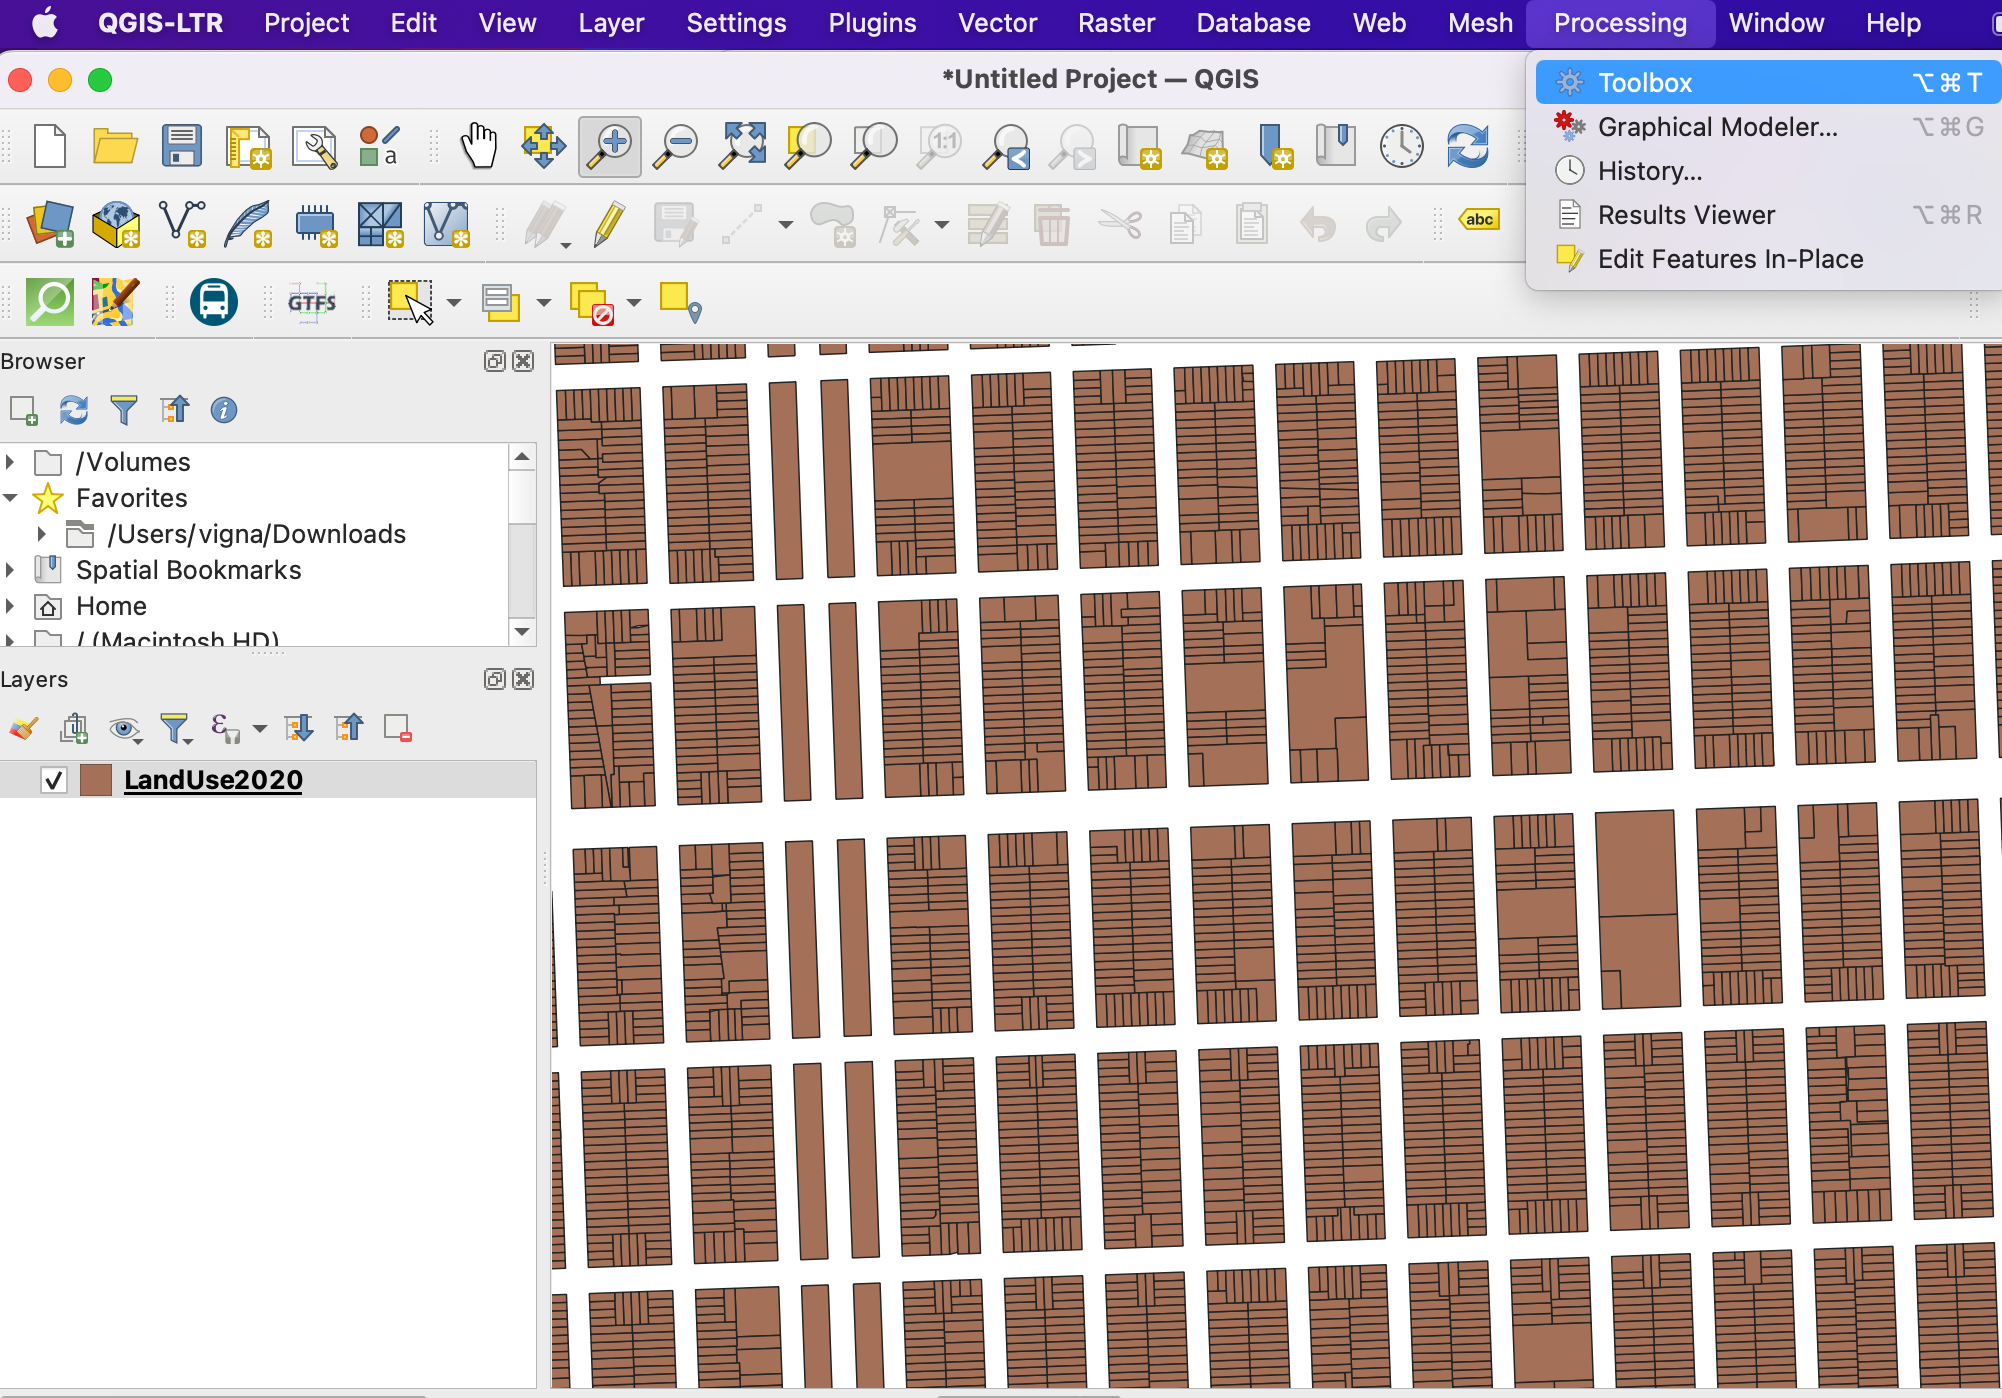 QGIS-LTR Project Edit View Layer Settings Plugins Vector Raster Database Web Mesh Processing Window Help
*Untitled Project — QGIS
Toolbox ⌥⌘T
Graphical Modeler... ⌥⌘G
History...
Results Viewer ⌥⌘R
Edit Features In-Place
a
1:1
abc
GTFS
Browser
/Volumes
Favorites
/Users/vigna/Downloads
Spatial Bookmarks
Home
/ (Macintosh HD)
Layers
ε
LandUse2020